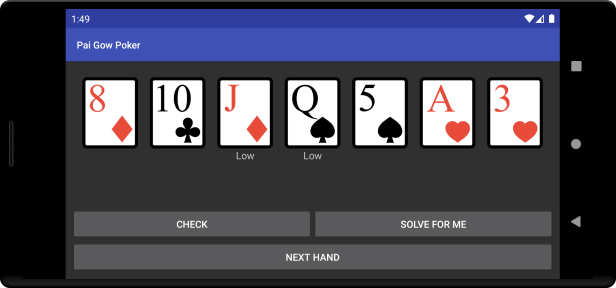 1:49
Pai Gow Poker
8 10 J Q 5 A 3
Low Low
CHECK SOLVE FOR ME
NEXT HAND